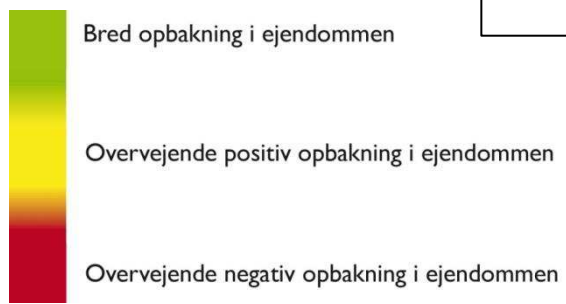 Bred opbakning i ejendommen
Overvejende positiv opbakning i ejendommen
Overvejende negativ opbakning i ejendommen